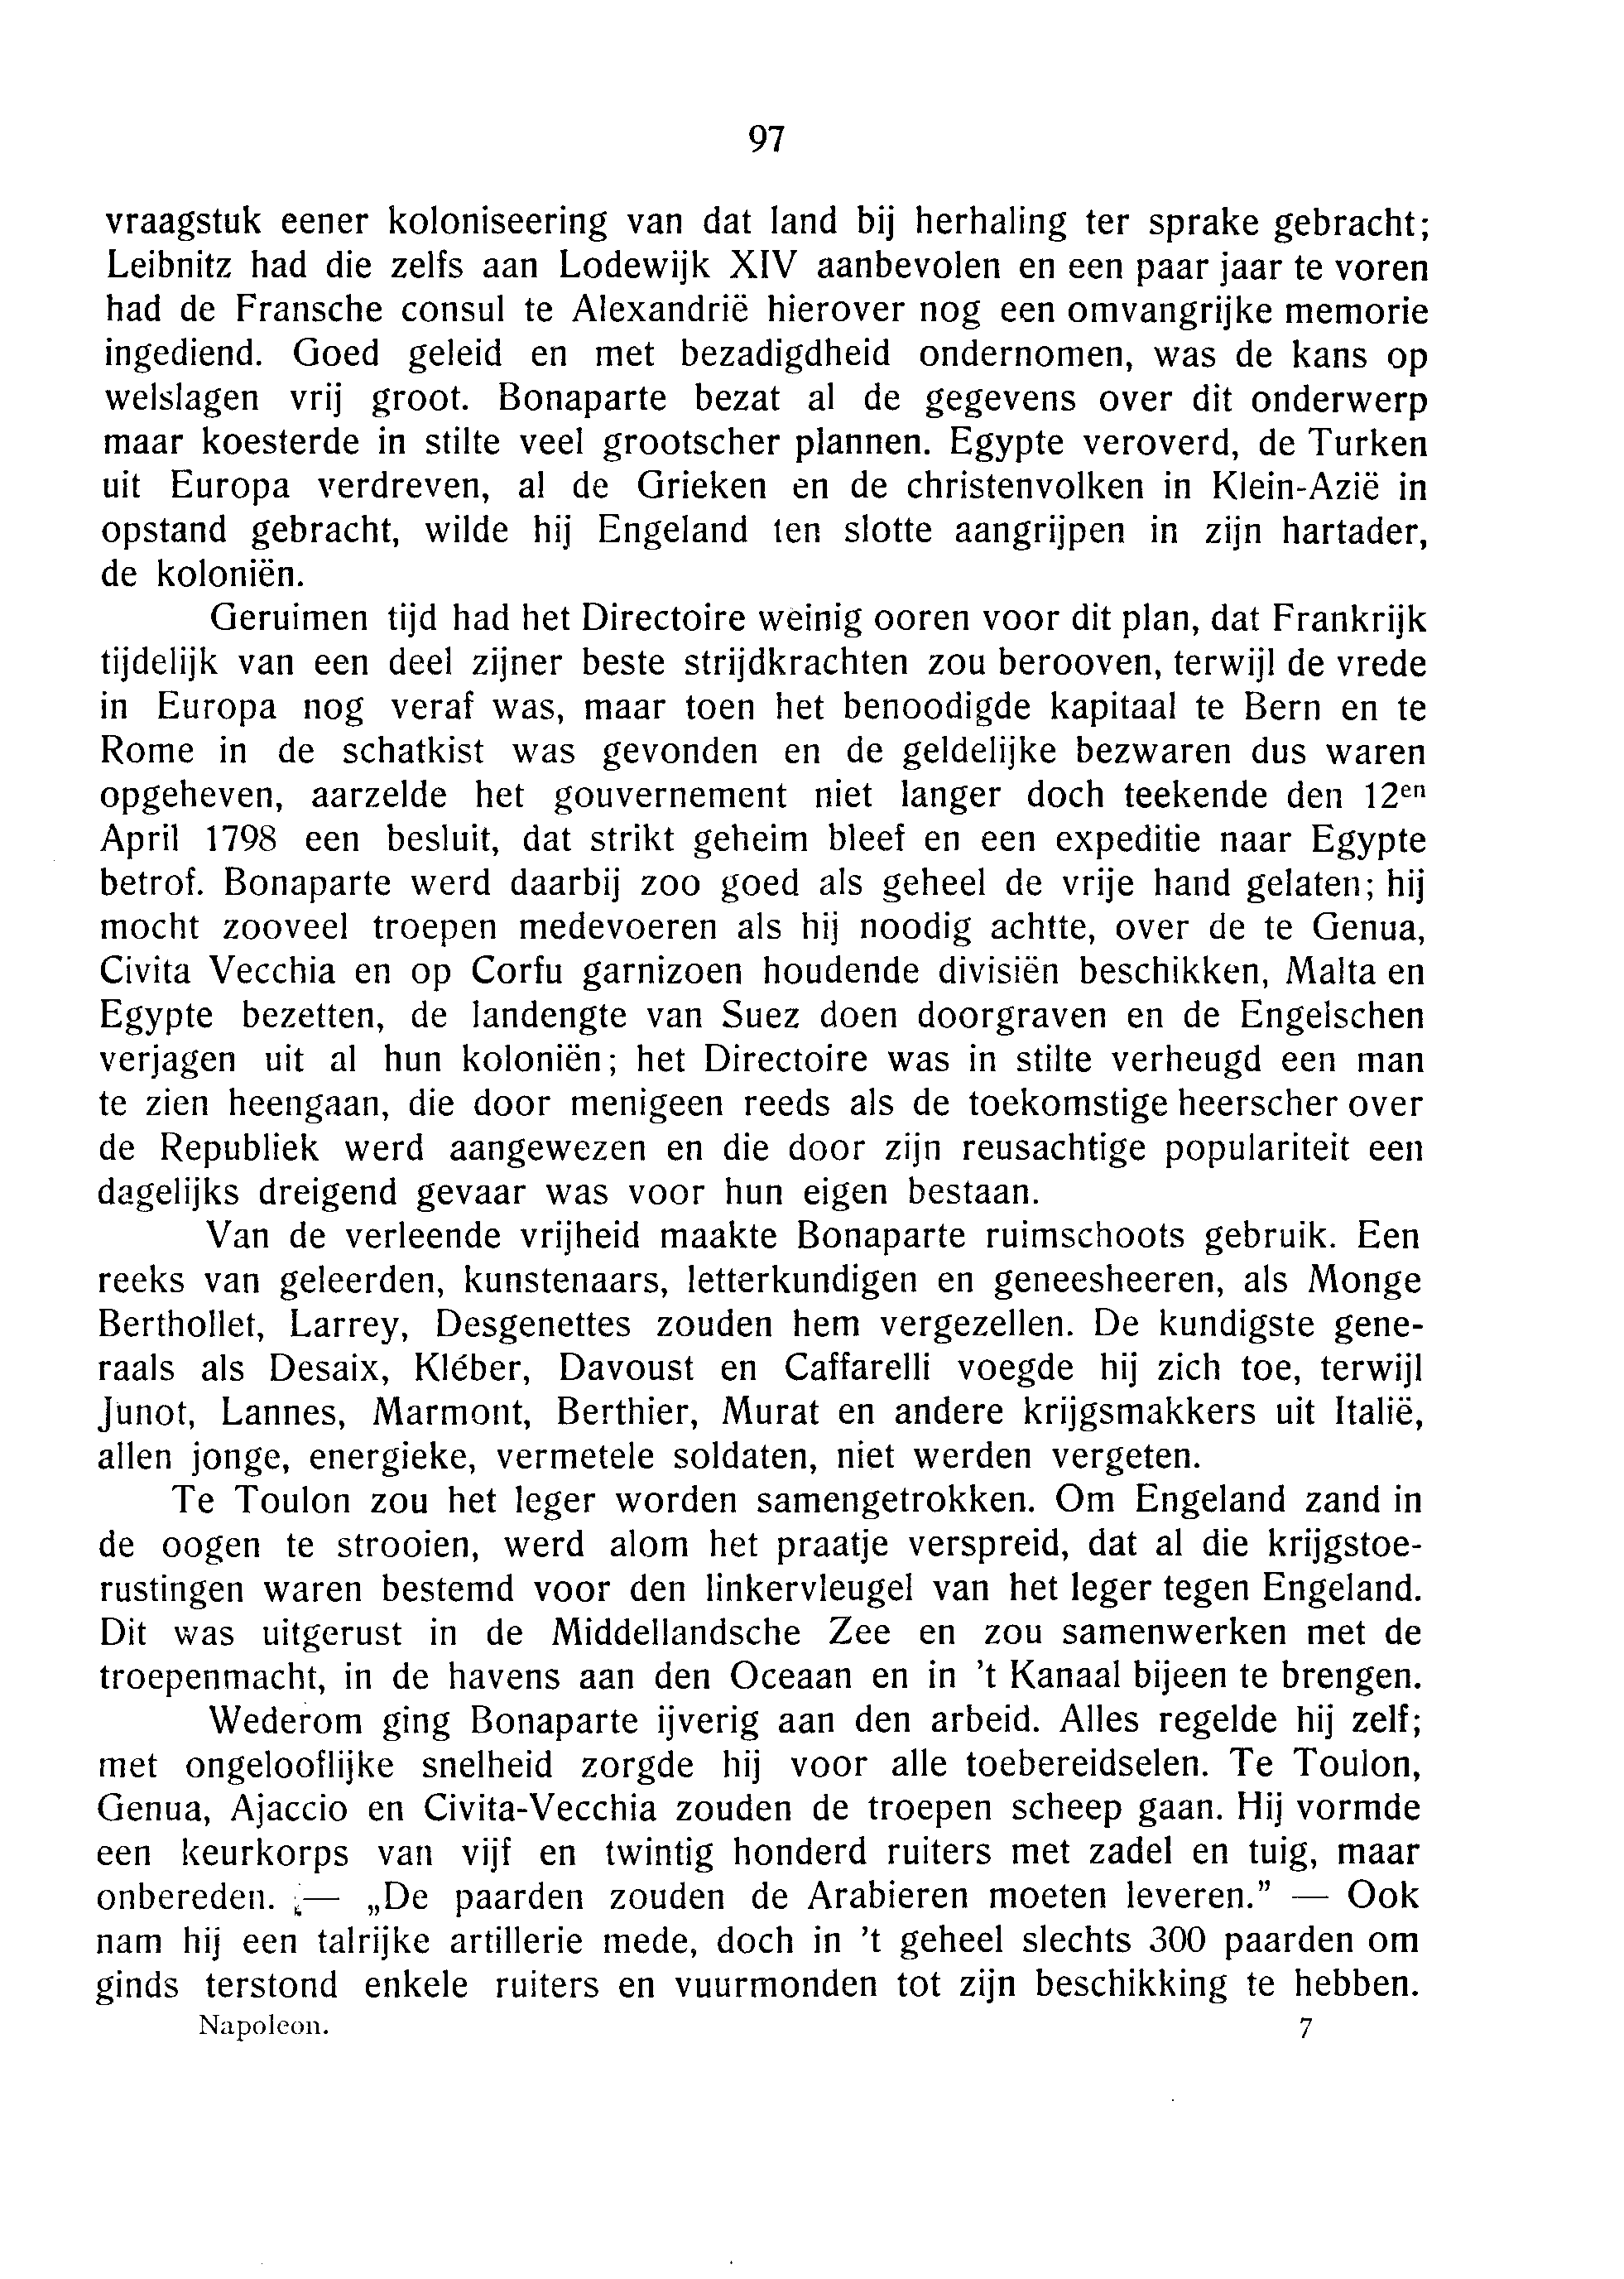 97
vraagstuk eener koloniseering van dat land bij herhaling ter sprake gebracht;
Leibnitz had die zelfs aan Lodewijk XIV aanbevolen en een paar jaar te voren
had de Fransche consul te Alexandrië hierover nog een omvangrijke memorie
ingediend. Goed geleid en met bezadigdheid ondernomen, was de kans op
welslagen vrij groot. Bonaparte bezat al de gegevens over dit onderwerp
maar koesterde in stilte veel grootscher plannen. Egypte veroverd, de Turken
uit Europa verdreven, al de Grieken en de christenvolken in Klein-Azië in
opstand gebracht, wilde hij Engeland ten slotte aangrijpen in zijn hartader,
de koloniën.
Geruimen tijd had het Directoire weinig ooren voor dit plan, dat Frankrijk
tijdelijk van een deel zijner beste strijdkrachten zou berooven, terwijl de vrede
in Europa nog veraf was, maar toen het benoodigde kapitaal te Bern en te
Rome in de schatkist was gevonden en de geldelijke bezwaren dus waren
opgeheven, aarzelde het gouvernement niet langer doch teekende den 12en
April 1798 een besluit, dat strikt geheim bleef en een expeditie naar Egypte
betrof. Bonaparte werd daarbij zoo goed als geheel de vrije hand gelaten; hij
mocht zooveel troepen medevoeren als hij noodig achtte, over de te Genua,
Civita Vecchia en op Corfu garnizoen houdende divisiën beschikken, Malta en
Egypte bezetten, de landengte van Suez doen doorgraven en de Engelschen
verjagen uit al hun koloniën; het Directoire was in stilte verheugd een man
te zien heengaan, die door menigeen reeds als de toekomstige heerscher over
de Republiek werd aangewezen en die door zijn reusachtige populariteit een
dagelijks dreigend gevaar was voor hun eigen bestaan.
Van de verleende vrijheid maakte Bonaparte ruimschoots gebruik. Een
reeks van geleerden, kunstenaars, letterkundigen en geneesheeren, als Monge
Berthollet, Larrey, Desgenettes zouden hem vergezellen. De kundigste gene-
raals als Desaix, Kléber, Davoust en Caffarelli voegde hij zich toe, terwijl
Junot, Lannes, Marmont, Berthier, Murat en andere krijgsmakkers uit Italië,
allen jonge, energieke, vermetele soldaten, niet werden vergeten.
Te Toulon zou het leger worden samengetrokken. Om Engeland zand in
de oogen te strooien, werd alom het praatje verspreid, dat al die krijgstoe-
rustingen waren bestemd voor den linkervleugel van het leger tegen Engeland.
Dit was uitgerust in de Middellandsche Zee en zou samenwerken met de
troepenmacht, in de havens aan den Oceaan en in 't Kanaal bijeen te brengen.
Wederom ging Bonaparte ijverig aan den arbeid. Alles regelde hij zelf;
met ongelooflijke snelheid zorgde hij voor alle toebereidselen. Te Toulon,
Genua, Ajaccio en Civita-Vecchia zouden de troepen scheep gaan. Hij vormde
een keurkorps van vijf en twintig honderd ruiters met zadel en tuig, maar
onbereden. — „De paarden zouden de Arabieren moeten leveren.” — Ook
nam hij een talrijke artillerie mede, doch in 't geheel slechts 300 paarden om
ginds terstond enkele ruiters en vuurmonden tot zijn beschikking te hebben.
Napoleon. 7